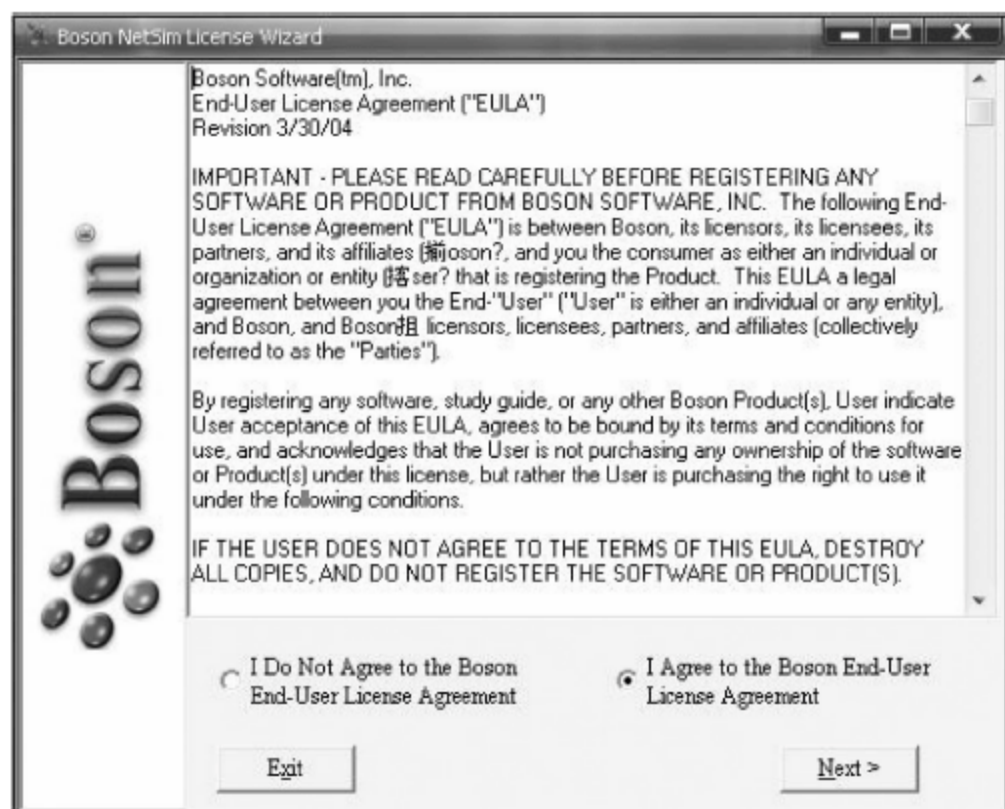 Boson NetSim License Wizard
Boson Software(tm), Inc.
End-User License Agreement ("EULA")
Revision 3/30/04
IMPORTANT - PLEASE READ CAREFULLY BEFORE REGISTERING ANY
SOFTWARE OR PRODUCT FROM BOSON SOFTWARE, INC.  The following End-
User License Agreement ("EULA") is between Boson, its licensors, its licensees, its
partners, and its affiliates (揃oson?, and you the consumer as either an individual or
organization or entity (撦ser? that is registering the Product.  This EULA a legal
agreement between you the End-"User" ("User" is either an individual or any entity),
and Boson, and Boson抯 licensors, licensees, partners, and affiliates (collectively
referred to as the "Parties").
By registering any software, study guide, or any other Boson Product(s), User indicate
User acceptance of this EULA, agrees to be bound by its terms and conditions for
use, and acknowledges that the User is not purchasing any ownership of the software
or Product(s) under this license, but rather the User is purchasing the right to use it
under the following conditions.
IF THE USER DOES NOT AGREE TO THE TERMS OF THIS EULA, DESTROY
ALL COPIES, AND DO NOT REGISTER THE SOFTWARE OR PRODUCT(S).
Boson
I Do Not Agree to the Boson
End-User License Agreement
I Agree to the Boson End-User
License Agreement
Exit
Next >